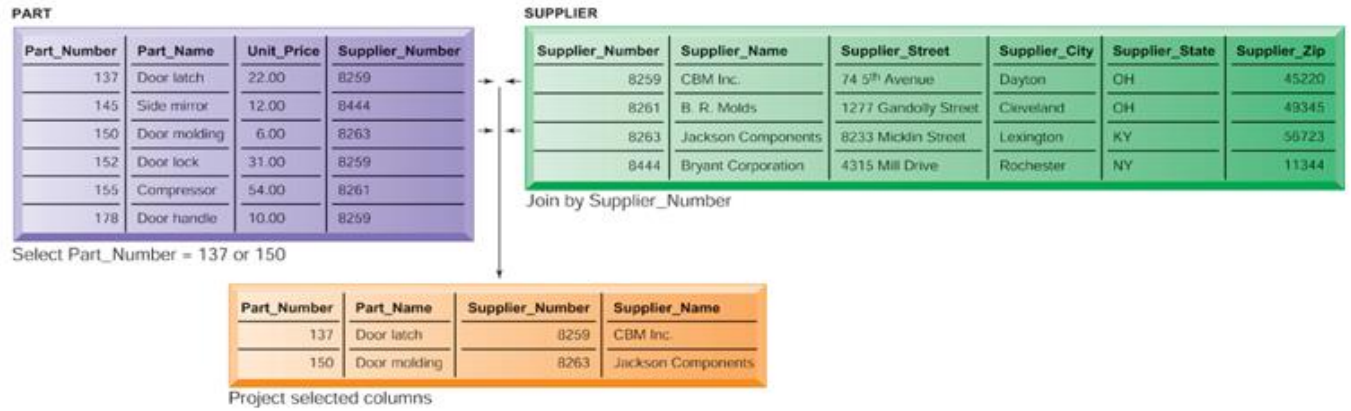 PART
Part_Number Part_Name Unit_Price Supplier_Number
137 Door latch 22.00 8259
145 Side mirror 12.00 8444
150 Door molding 6.00 8263
152 Door lock 31.00 8259
155 Compressor 54.00 8261
178 Door handle 10.00 8259
Select Part_Number = 137 or 150
SUPPLIER
Supplier_Number Supplier_Name Supplier_Street Supplier_City Supplier_State Supplier_Zip
8259 CBM Inc. 74 5th Avenue Dayton OH 45220
8261 B. R. Molds 1277 Gandolly Street Cleveland OH 49345
8263 Jackson Components 8233 Micklin Street Lexington KY 56723
8444 Bryant Corporation 4315 Mill Drive Rochester NY 11344
Join by Supplier_Number
Part_Number Part_Name Supplier_Number Supplier_Name
137 Door latch 8259 CBM Inc.
150 Door molding 8263 Jackson Components
Project selected columns